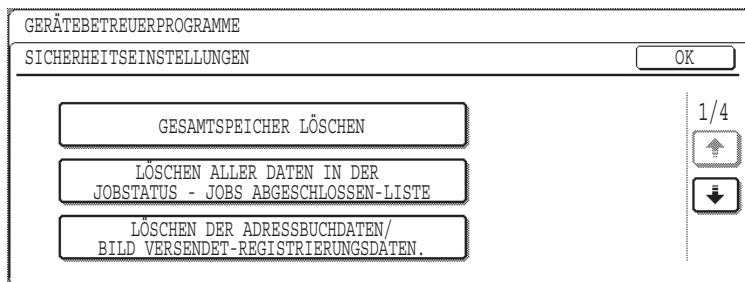 GERÄTEBETREUERPROGRAMME
SICHERHEITSEINSTELLUNGEN
OK
GESAMTSPEICHER LÖSCHEN
1/4
LÖSCHEN ALLER DATEN IN DER
JOBSTATUS - JOBS ABGESCHLOSSEN-LISTE
LÖSCHEN DER ADRESSBUCHDATEN/
BILD VERSENDET-REGISTRIERUNGSDATEN.